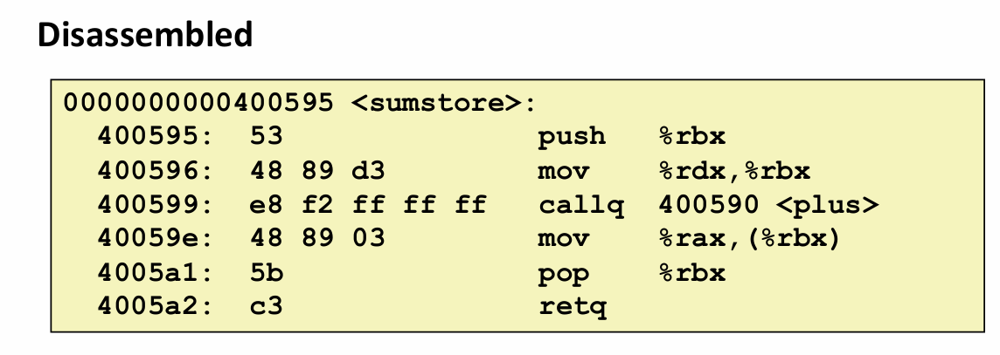 Disassembled
0000000000400595 <sumstore>:
400595: 53 push %rbx
400596: 48 89 d3 mov %rdx,%rbx
400599: e8 f2 ff ff ff callq 400590 <plus>
40059e: 48 89 03 mov %rax,(%rbx)
4005a1: 5b pop %rbx
4005a2: c3 retq